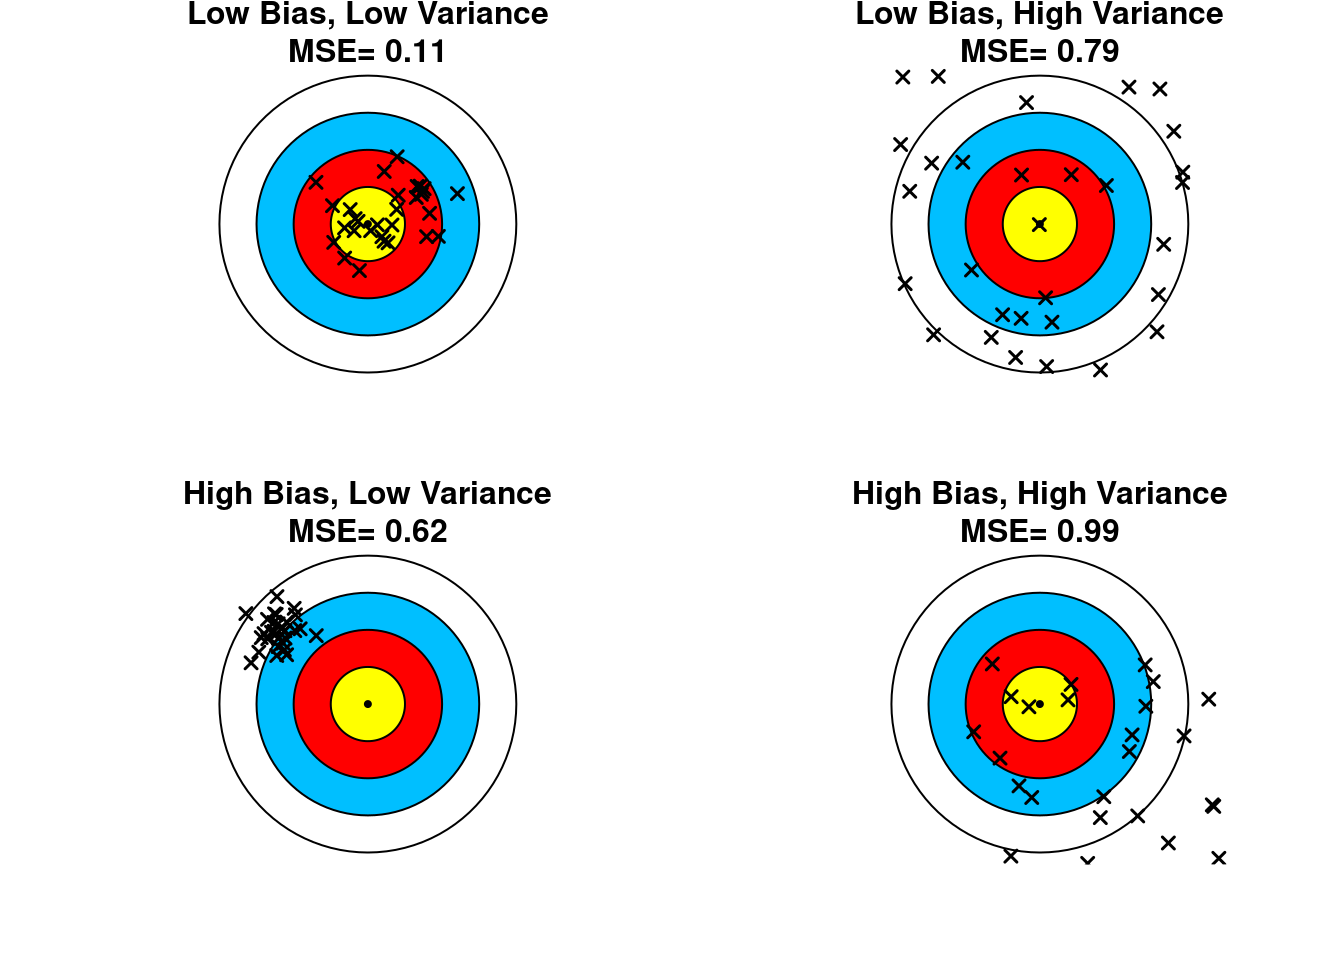 Low Bias, Low Variance
MSE= 0.11
Low Bias, High Variance
MSE= 0.79
High Bias, Low Variance
MSE= 0.62
High Bias, High Variance
MSE= 0.99